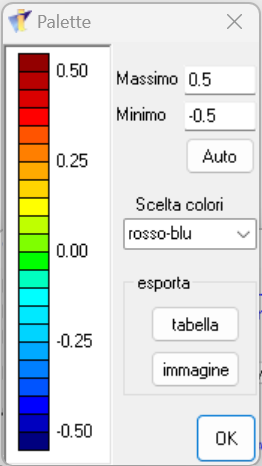 Palette
0.50
0.25
0.00
-0.25
-0.50
Massimo 0.5
Minimo -0.5
Auto
Scelta colori
rosso-blu
esporta
tabella
immagine
OK